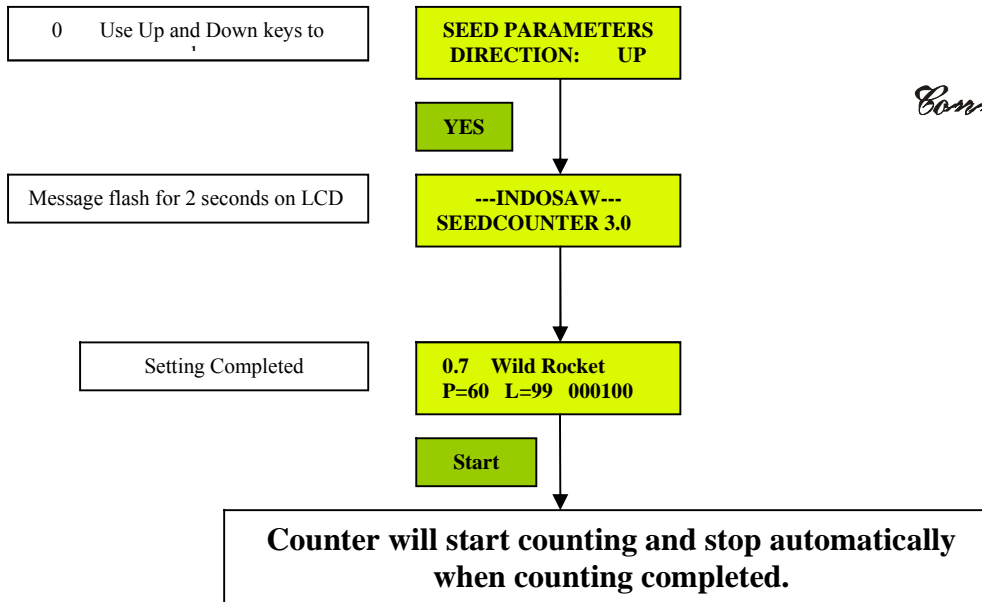 0 Use Up and Down keys to
SEED PARAMETERS
DIRECTION: UP
YES
Message flash for 2 seconds on LCD
---INDOSAW---
SEEDCOUNTER 3.0
Setting Completed
0.7 Wild Rocket
P=60 L=99 000100
Start
Counter will start counting and stop automatically
when counting completed.